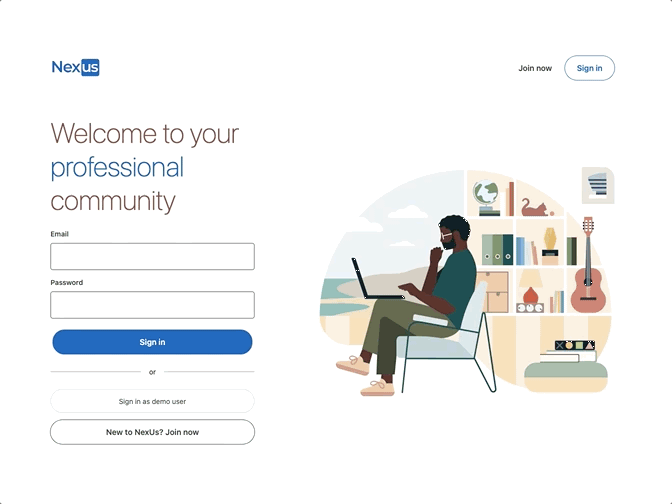 Nexus
Join now
Sign in
Welcome to your
professional
community
Email
Password
Sign in
or
Sign in as demo user
New to NexUs? Join now